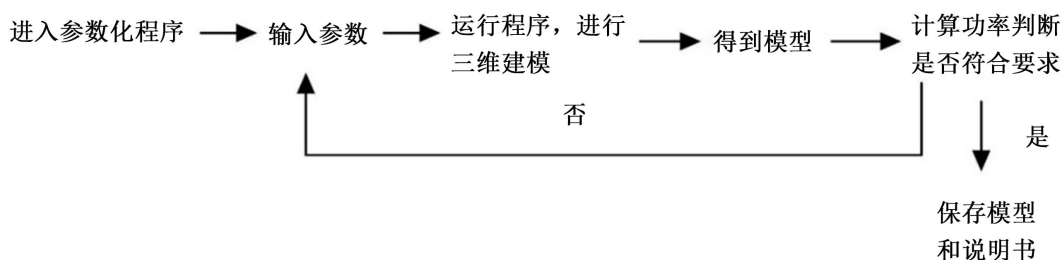 进入参数化程序
输入参数
运行程序，进行
三维建模
得到模型
计算功率判断
是否符合要求
否
是
保存模型
和说明书